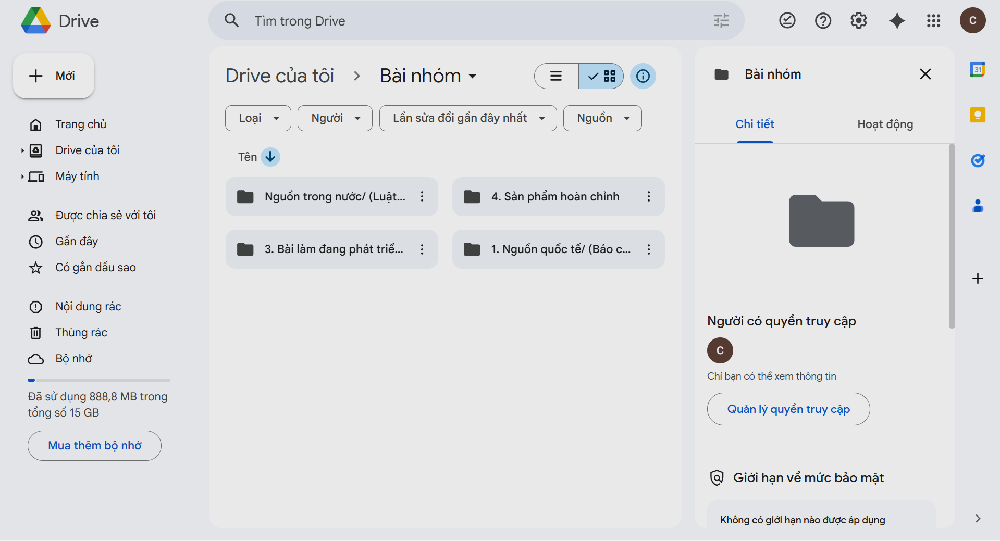 Drive
Tìm trong Drive
C
Mới
Trang chủ
Drive của tôi
Máy tính
Được chia sẻ với tôi
Gần đây
Có gắn dấu sao
Nội dung rác
Thùng rác
Bộ nhớ
Đã sử dụng 888,8 MB trong
tổng số 15 GB
Mua thêm bộ nhớ
Drive của tôi
Bài nhóm
Loại
Người
Lần sửa đổi gần đây nhất
Nguồn
Tên
Nguồn trong nước/ (Luật...
4. Sản phẩm hoàn chỉnh
3. Bài làm đang phát triể...
1. Nguồn quốc tế/ (Báo c...
Bài nhóm
Chi tiết
Hoạt động
Người có quyền truy cập
C
Chỉ bạn có thể xem thông tin
Quản lý quyền truy cập
Giới hạn về mức bảo mật
Không có giới hạn nào được áp dụng
31